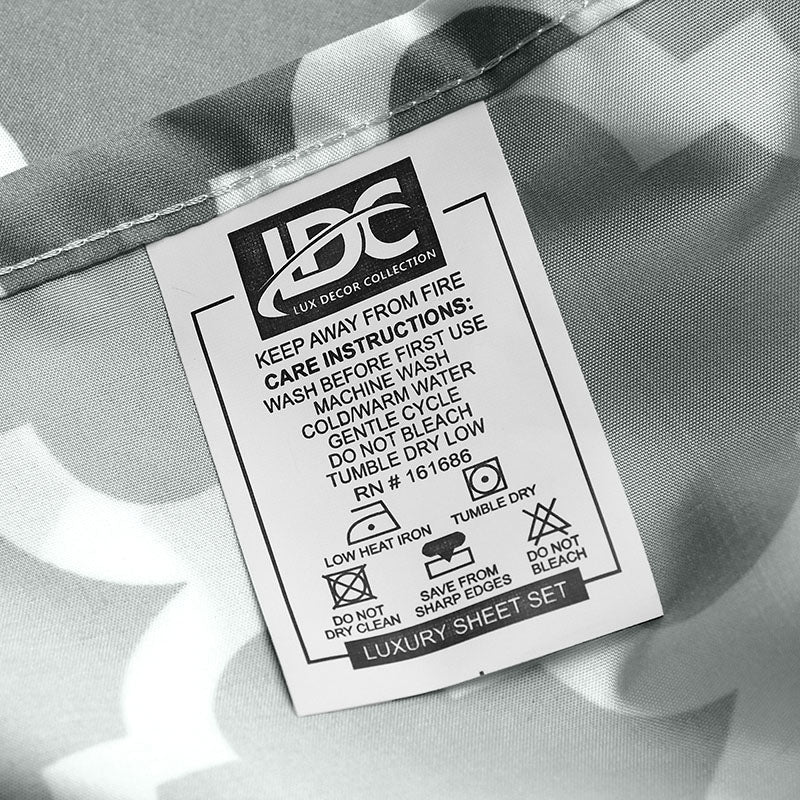 LDC
LUX DECOR COLLECTION
KEEP AWAY FROM FIRE
CARE INSTRUCTIONS:
WASH BEFORE FIRST USE
MACHINE WASH
COLD/WARM WATER
GENTLE CYCLE
DO NOT BLEACH
TUMBLE DRY LOW
RN # 161686
LOW HEAT IRON
TUMBLE DRY
DO NOT
DRY CLEAN
SAVE FROM
SHARP EDGES
DO NOT
BLEACH
LUXURY SHEET SET